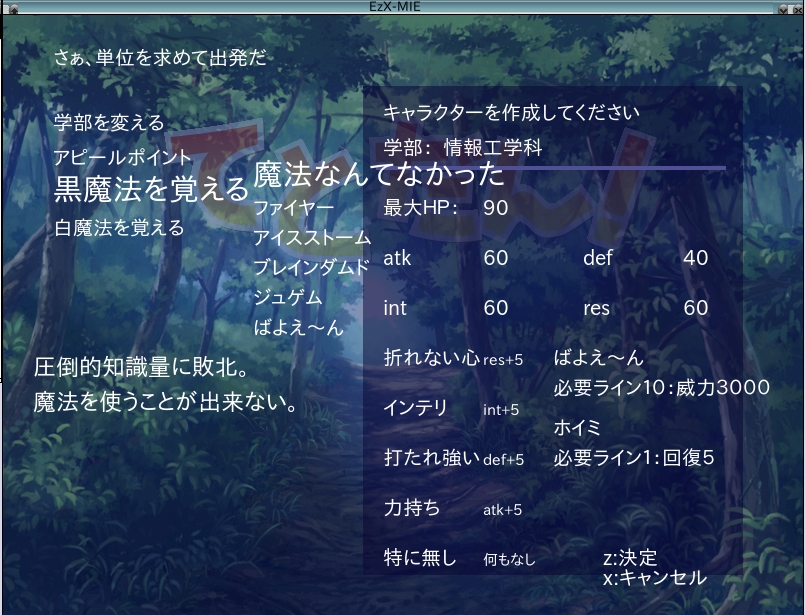 EzX-MIE
さぁ、単位を求めて出発だ
学部を変える
アピールポイント
黒魔法を覚える
白魔法を覚える
魔法なんてなかった
ファイヤー
アイスストーム
ブレインダムド
ジュゲム
ばよえ〜ん
圧倒的知識量に敗北。
魔法を使うことが出来ない。
キャラクターを作成してください
学部: 情報工学科
最大HP: 90
atk 60 def 40
int 60 res 60
折れない心 res+5
インテリ int+5
打たれ強い def+5
力持ち atk+5
特に無し 何もなし
ばよえ〜ん
必要ライン10:威力3000
ホイミ
必要ライン1:回復5
z:決定
x:キャンセル